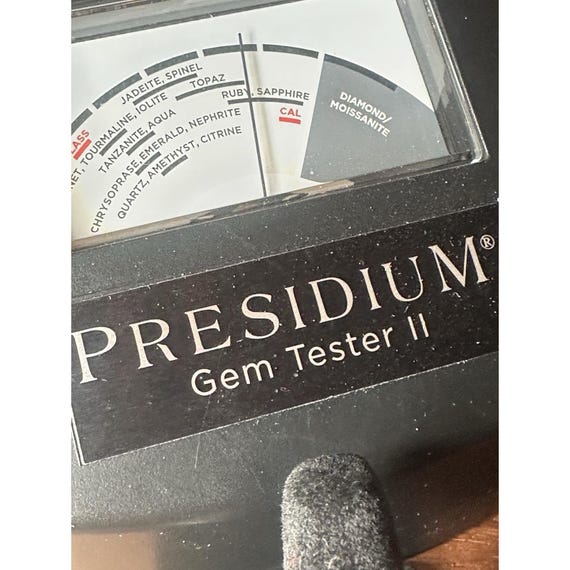 JADEITE, SPINEL
TOPAZ
RUBY, SAPPHIRE
CAL
DIAMOND/
MOISSANITE
TOURMALINE, IOLITE
TANZANITE, AQUA
CHRYSOPRASE, EMERALD, NEPHRITE
QUARTZ, AMETHYST, CITRINE
PRESIDIUM®
Gem Tester II